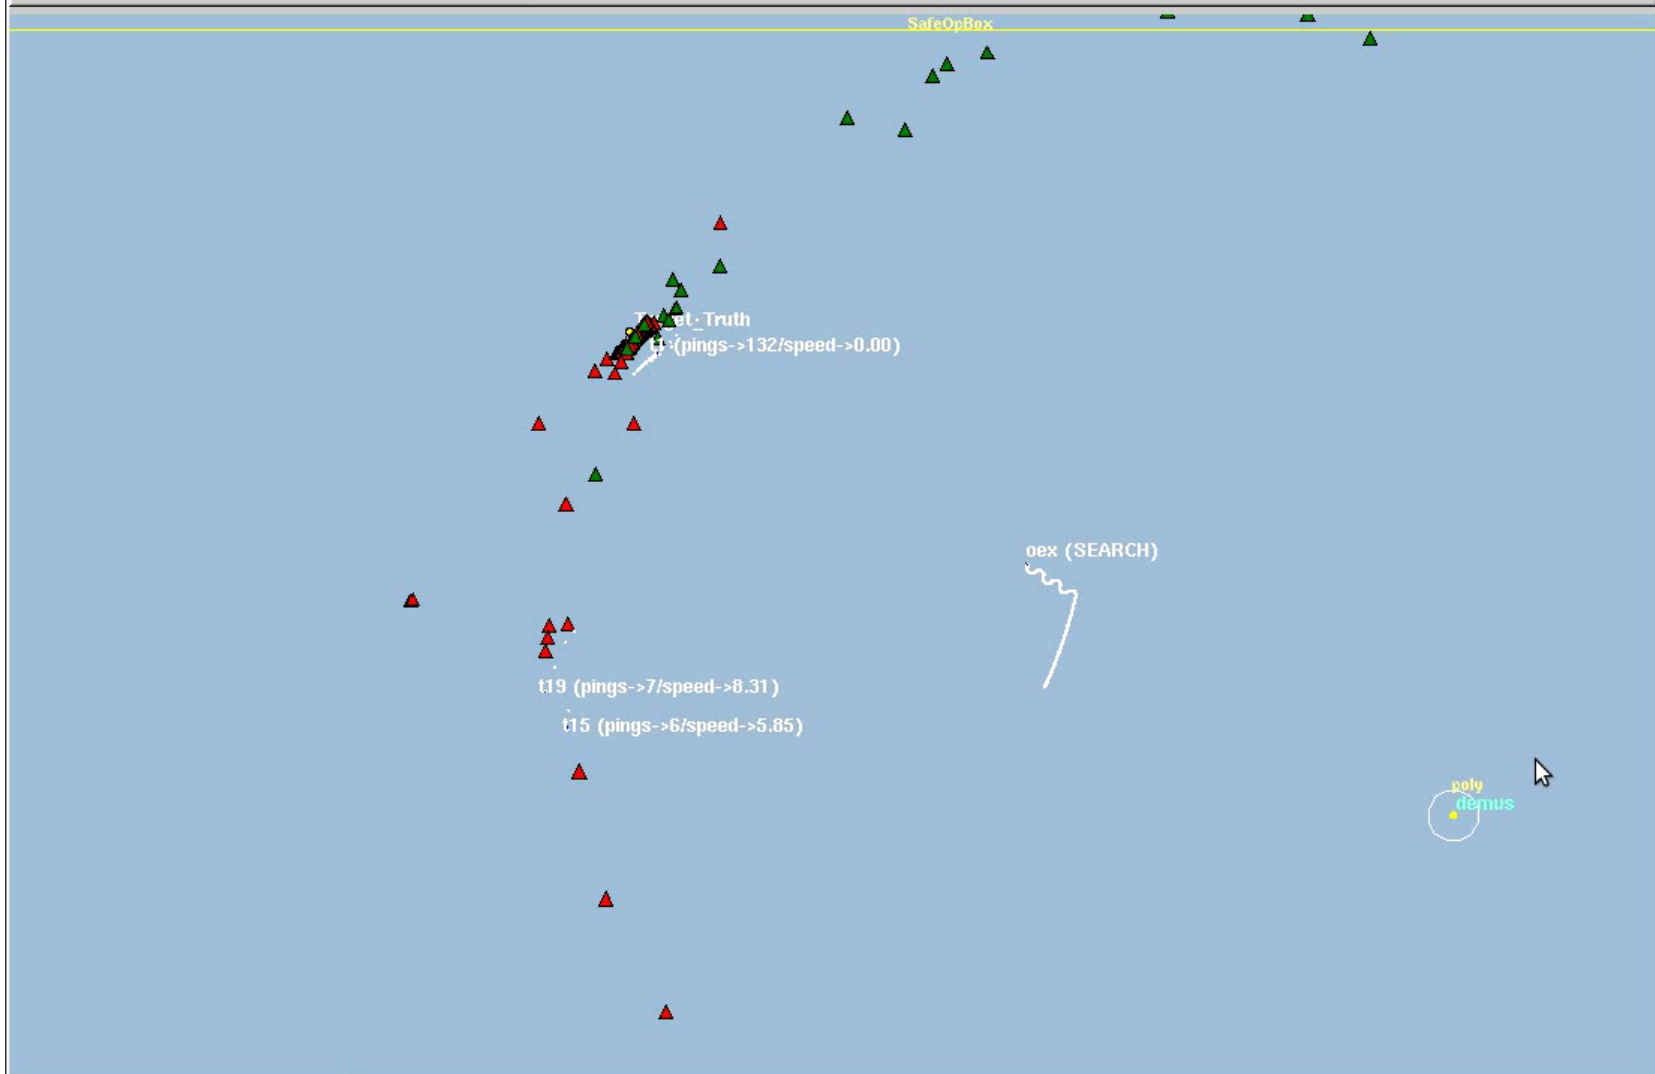 SafeOpBox
Target_Truth
(pings->132/speed->0.00)
oex (SEARCH)
t19 (pings->7/speed->8.31)
t15 (pings->6/speed->5.85)
poly
demus